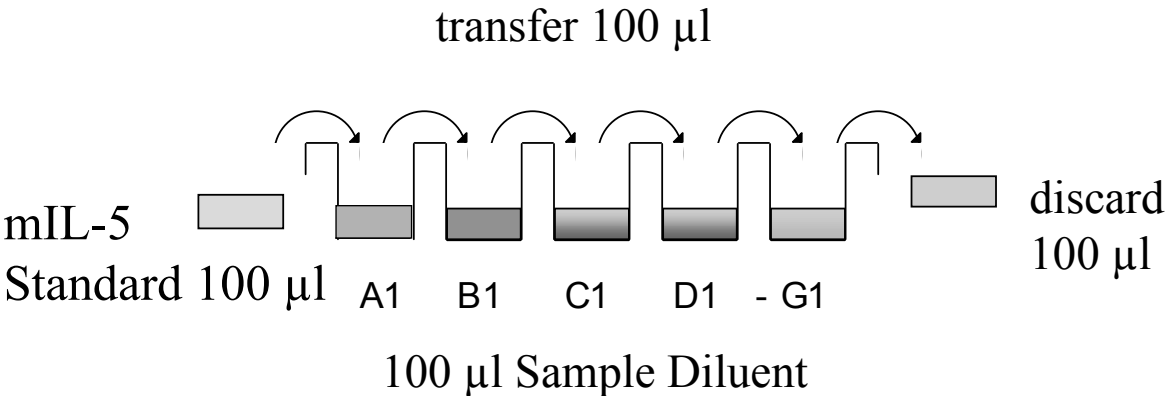 transfer 100 µl
mIL-5
Standard 100 µl
discard
100 µl
A1 B1 C1 D1 - G1
100 µl Sample Diluent